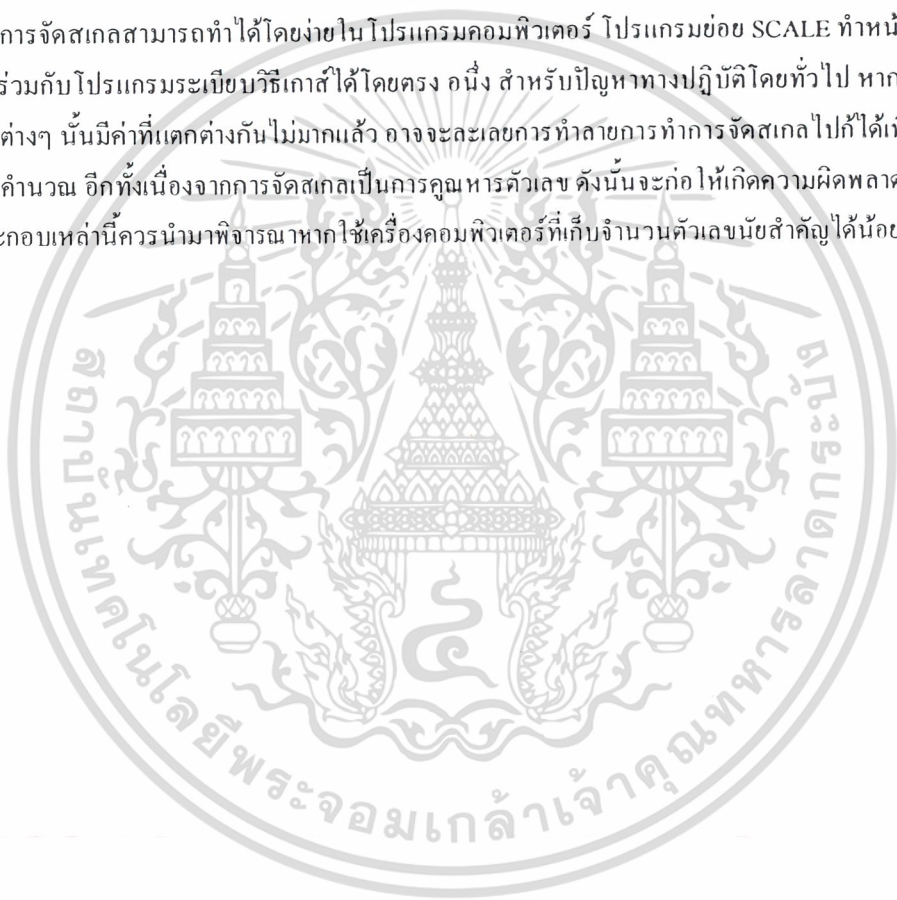 การจัดสเกลสามารถทำได้โดยง่ายในโปรแกรมคอมพิวเตอร์ โปรแกรมย่อย SCALE ทำหน้
ร่วมกับโปรแกรมระเบียบวิธีเกาส์ได้โดยตรง อนึ่ง สำหรับปัญหาทางปฏิบัติโดยทั่วไป หาก
ต่างๆ นั้นมีค่าที่แตกต่างกันไม่มากแล้ว อาจจะละเลยการทำลายการทำการจัดสเกลไปก้ได้เพื
คำนวณ อีกทั้งเนื่องจากการจัดสเกลเป็นการคูณหารตัวเลข ดังนั้นจะก่อให้เกิดความผิดพลาด
ะกอบเหล่านี้ควรนำมาพิจารณาหากใช้เครื่องคอมพิวเตอร์ที่เก็บจำนวนตัวเลขนัยสำคัญได้น้อย
สถาบันเทคโนโลยีพระจอมเกล้าเจ้าคุณทหารลาดกระบัง